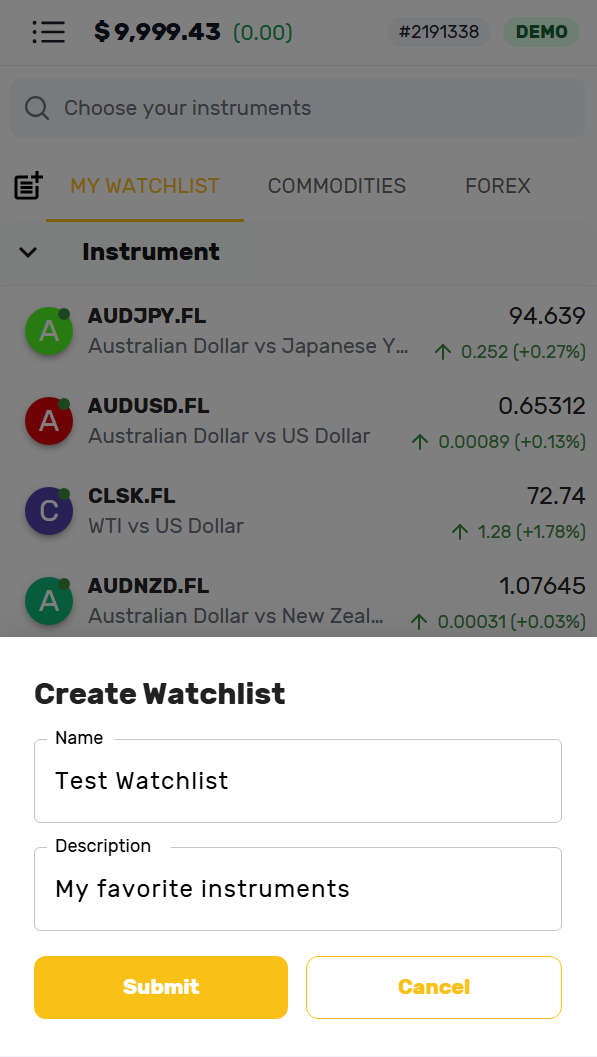 $ 9,999.43 (0.00) #2191338 DEMO
Choose your instruments
MY WATCHLIST COMMODITIES FOREX
Instrument
A AUDJPY.FL 94.639
Australian Dollar vs Japanese Y... 0.252 (+0.27%)
A AUDUSD.FL 0.65312
Australian Dollar vs US Dollar 0.00089 (+0.13%)
C CLSK.FL 72.74
WTI vs US Dollar 1.28 (+1.78%)
A AUDNZD.FL 1.07645
Australian Dollar vs New Zeal... 0.00031 (+0.03%)
Create Watchlist
Name
Test Watchlist
Description
My favorite instruments
Submit Cancel